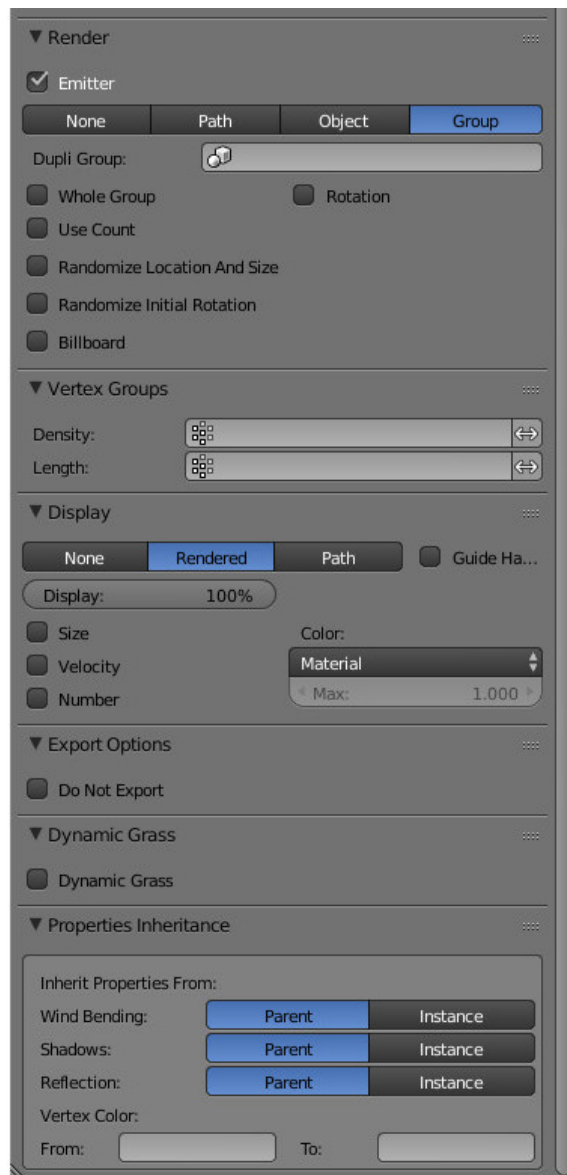 Render
Emitter
None Path Object Group
Dupli Group:
Whole Group Rotation
Use Count
Randomize Location And Size
Randomize Initial Rotation
Billboard
Vertex Groups
Density:
Length:
Display
None Rendered Path Guide Ha...
Display: 100%
Size Color:
Velocity Material
Number Max: 1.000
Export Options
Do Not Export
Dynamic Grass
Dynamic Grass
Properties Inheritance
Inherit Properties From:
Wind Bending: Parent Instance
Shadows: Parent Instance
Reflection: Parent Instance
Vertex Color:
From: To: